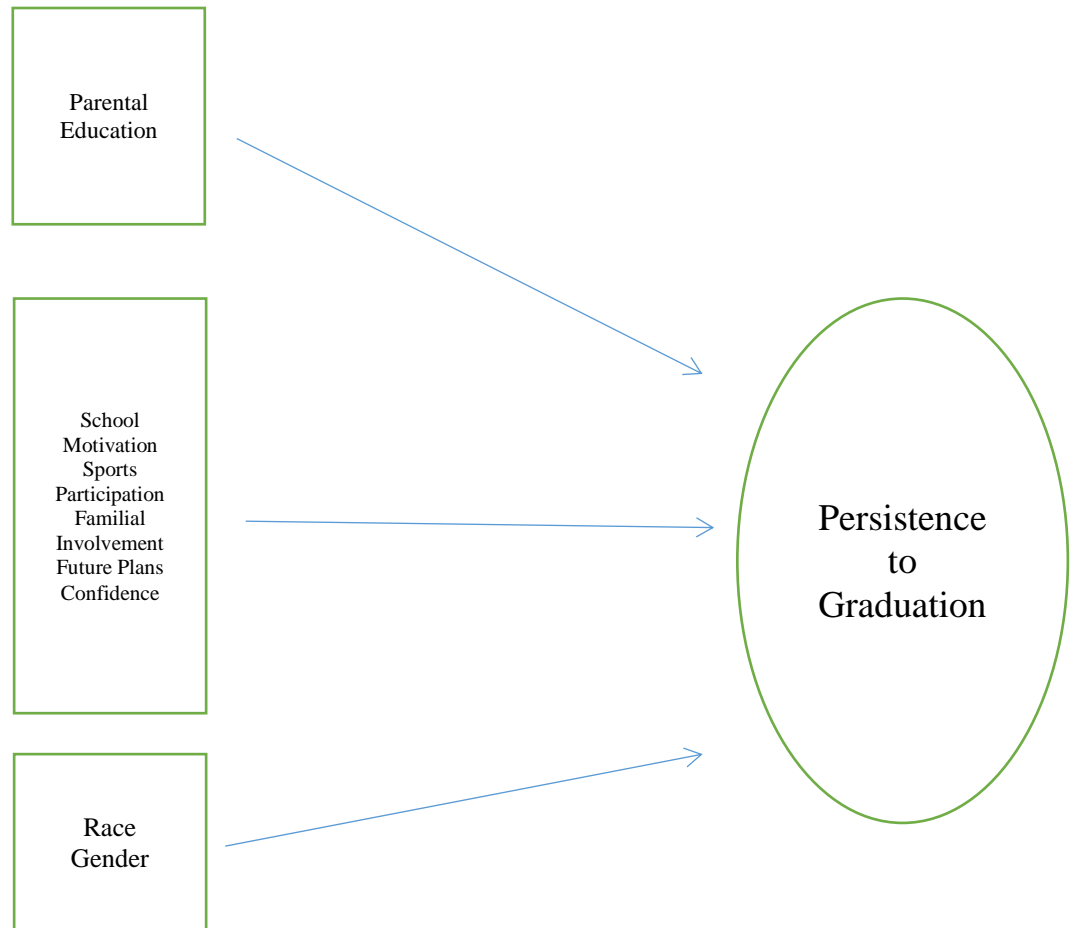 Parental
Education
School
Motivation
Sports
Participation
Familial
Involvement
Future Plans
Confidence
Persistence
to
Graduation
Race
Gender